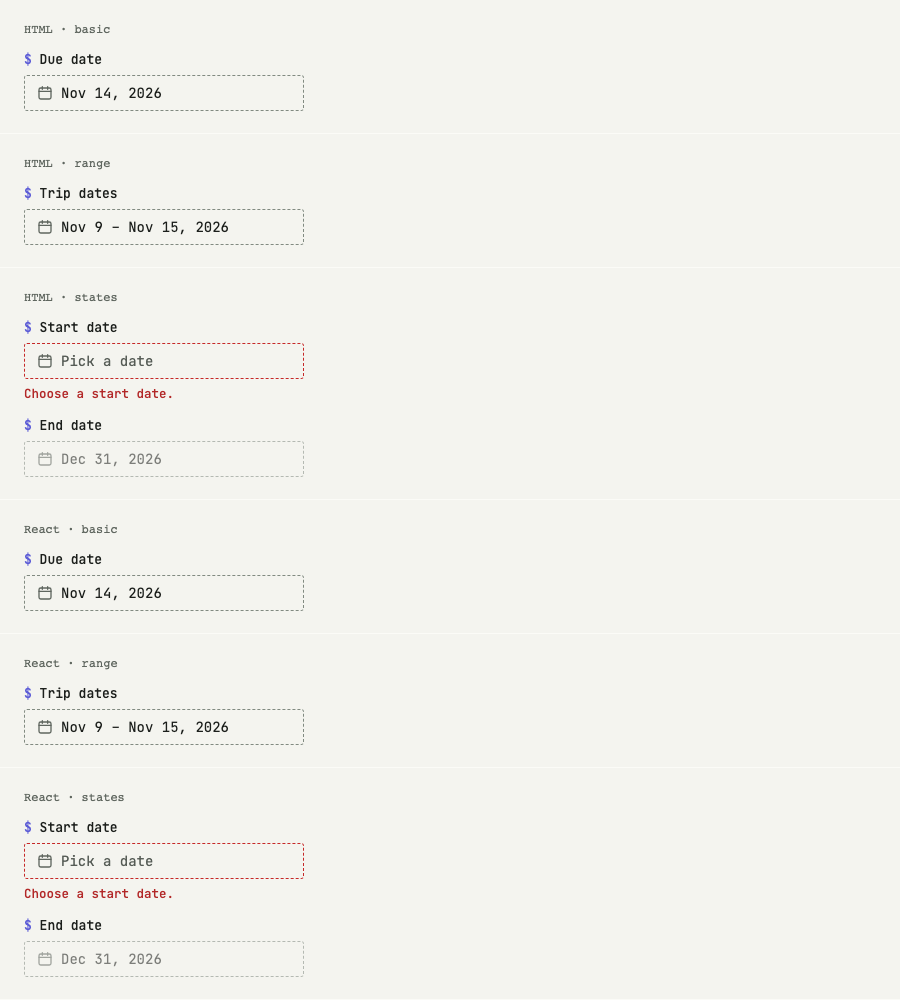 HTML · basic
$ Due date
Nov 14, 2026
HTML · range
$ Trip dates
Nov 9 – Nov 15, 2026
HTML · states
$ Start date
Pick a date
Choose a start date.
$ End date
Dec 31, 2026
React · basic
$ Due date
Nov 14, 2026
React · range
$ Trip dates
Nov 9 – Nov 15, 2026
React · states
$ Start date
Pick a date
Choose a start date.
$ End date
Dec 31, 2026